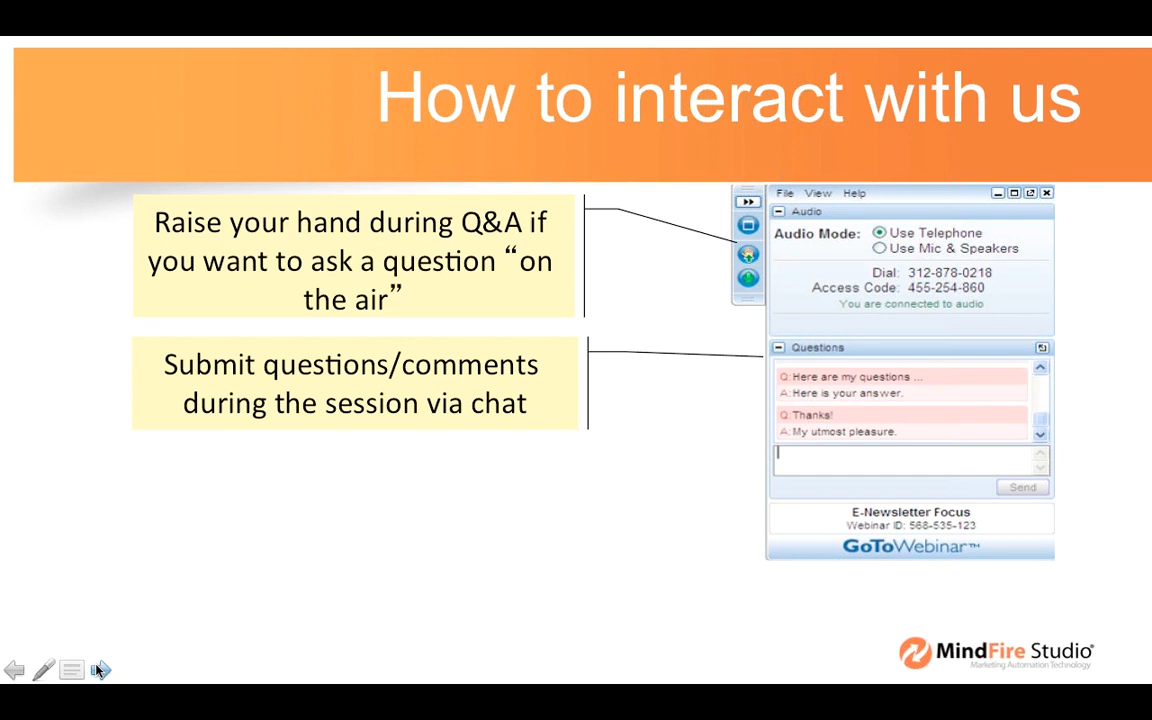 How to interact with us
Raise your hand during Q&A if
you want to ask a question “on
the air”
Submit questions/comments
during the session via chat
File View Help
Audio
Audio Mode: Use Telephone
Use Mic & Speakers
Dial: 312-878-0218
Access Code: 455-254-860
You are connected to audio
Questions
Q: Here are my questions ...
A: Here is your answer.
Q: Thanks!
A: My utmost pleasure.
Send
E-Newsletter Focus
Webinar ID: 568-535-123
GoToWebinar™
MindFire Studio®
Marketing Automation Technology